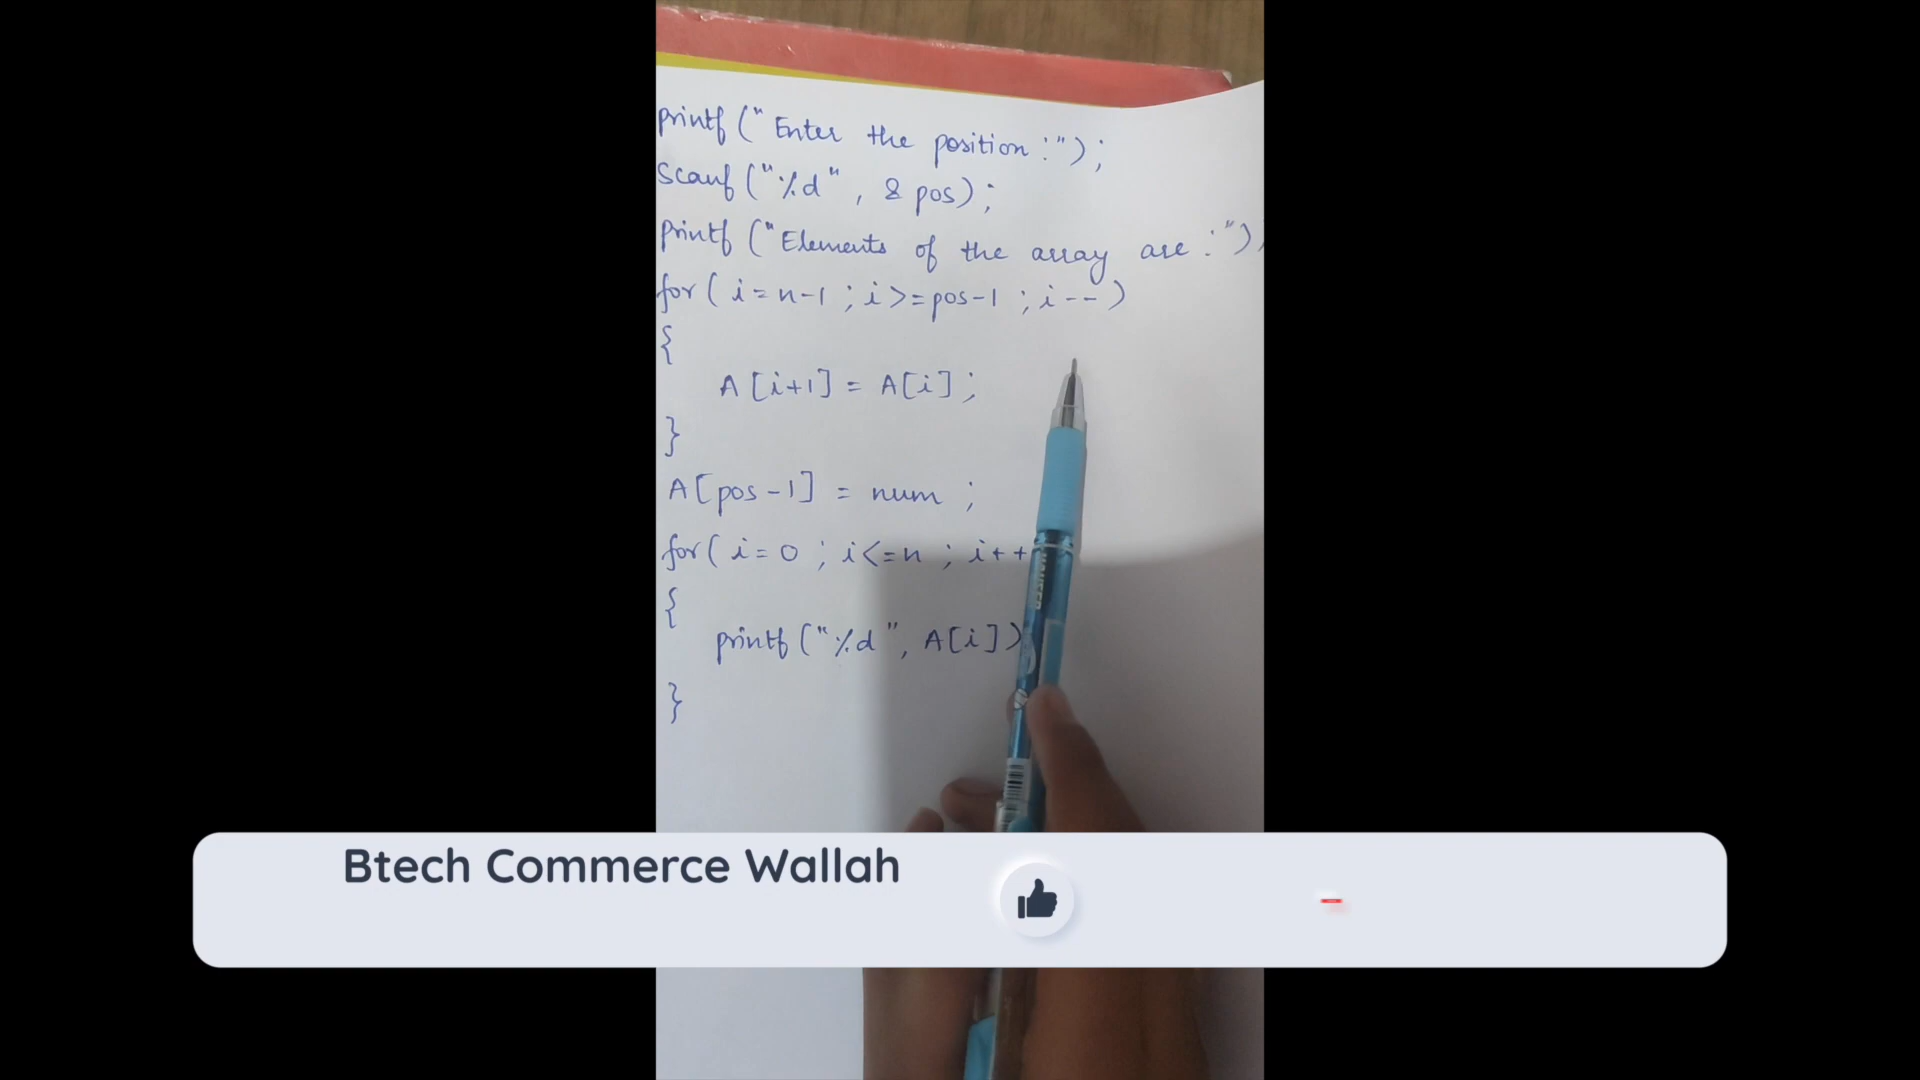 printf ("Enter the position :");
Scanf ("%d", & pos);
printf ("Elements of the array are :");
for ( i = n-1 ; i >= pos-1 ; i -- )
{
A [i+1] = A[i] ;
}
A [pos -1] = num ;
for ( i = 0 ; i <= n ; i++
{
printf ("%d", A[i])
}
Btech Commerce Wallah